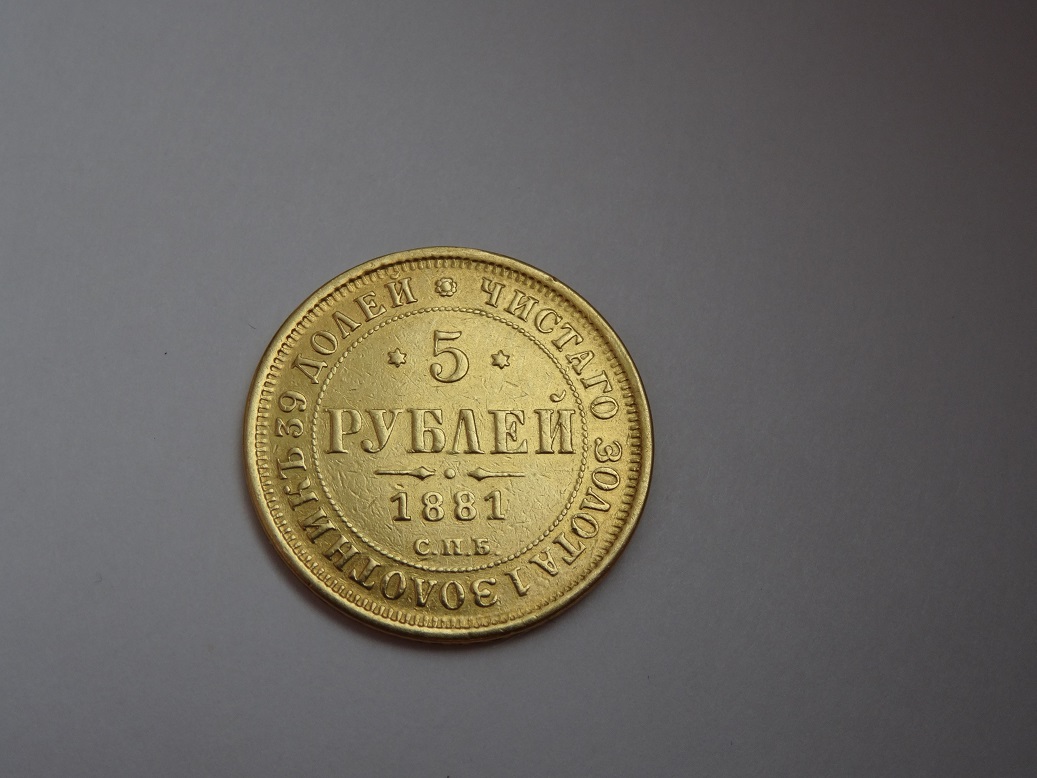 ЧИСТАГО ЗОЛОТА 1 ЗОЛОТНИКЪ 39 ДОЛЕЙ
5
РУБЛЕЙ
1881
С.П.Б.